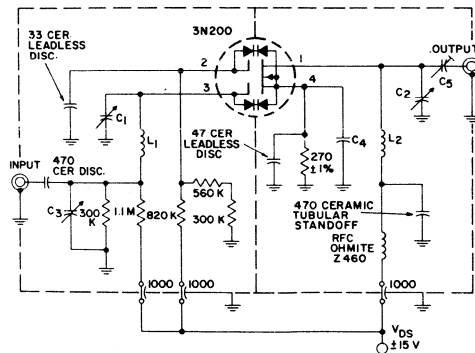 33 CER
LEADLESS
DISC.
3N200
2
3
1
4
OUTPUT
C5
C2
C1
L1
47 CER
LEADLESS
DISC
C4
L2
270
±1%
INPUT
470
CER DISC.
C3
300
K
1.1M
820 K
560 K
300 K
470 CERAMIC
TUBULAR
STANDOFF
RFC
OHMITE
Z 460
1000
1000
1000
VDS
±15 V